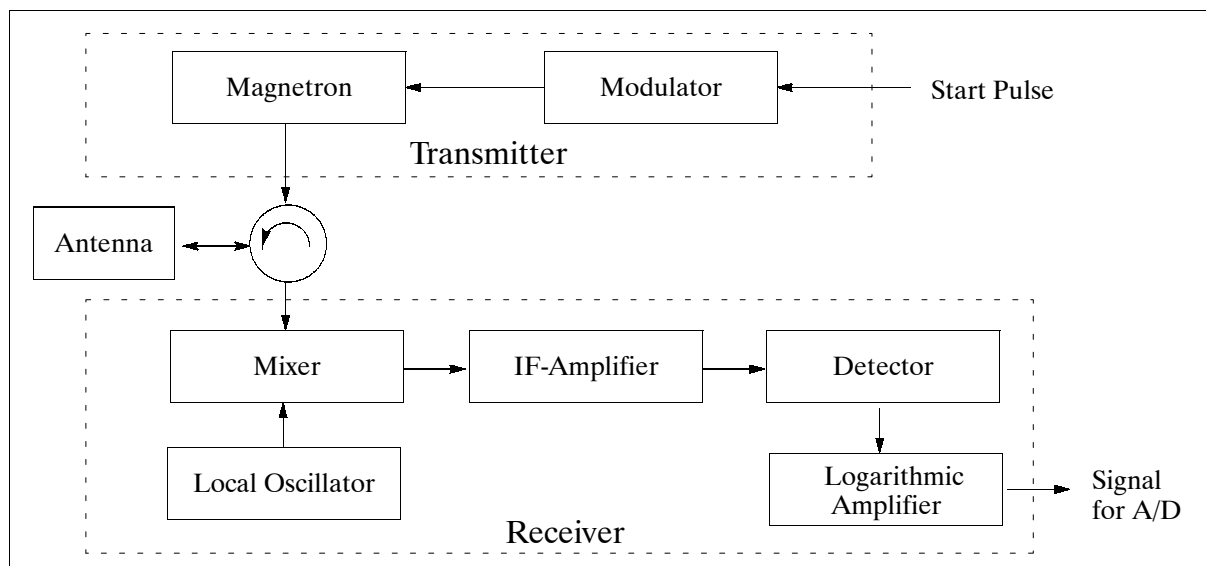 Magnetron
Modulator
Start Pulse
Transmitter
Antenna
Mixer
IF-Amplifier
Detector
Local Oscillator
Logarithmic
Amplifier
Signal
for A/D
Receiver